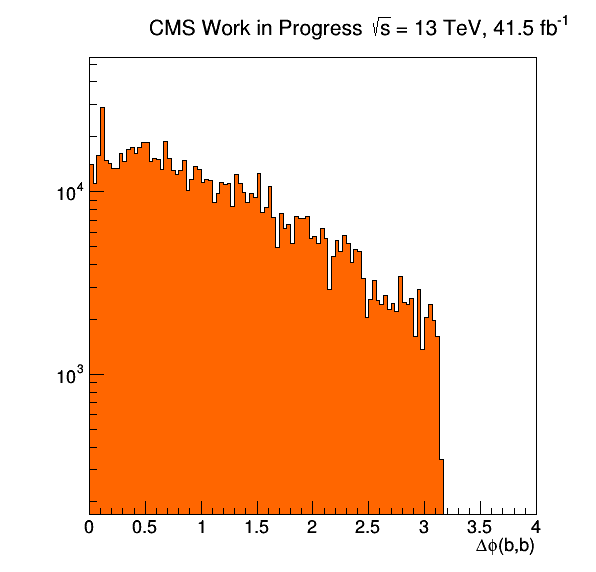 CMS Work in Progress √s = 13 TeV, 41.5 fb⁻¹
10⁴
10³
0 0.5 1 1.5 2 2.5 3 3.5 4
Δϕ(b,b)